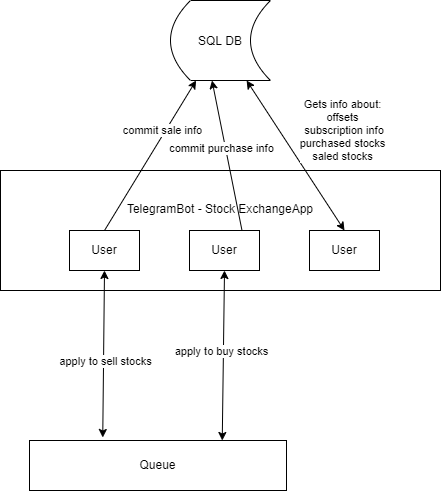 SQL DB
Gets info about:
offsets
subscription info
purchased stocks
saled stocks
commit sale info
commit purchase info
TelegramBot - Stock ExchangeApp
User
User
User
apply to sell stocks
apply to buy stocks
Queue